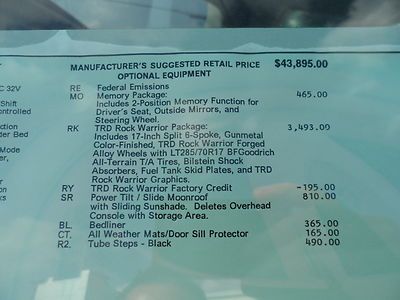 MANUFACTURER'S SUGGESTED RETAIL PRICE $43,895.00
OPTIONAL EQUIPMENT
C 32V RE Federal Emissions
MO Memory Package: 465.00
Shift Includes 2-Position Memory Function for
ontrolled Driver's Seat, Outside Mirrors, and
Steering Wheel.
ction RK TRD Rock Warrior Package: 3,493.00
der Bed Includes 17-Inch Split 6-Spoke, Gunmetal
Color-Finished, TRD Rock Warrior Forged
Mode Alloy Wheels with LT285/70R17 BFGoodrich
er, All-Terrain T/A Tires, Bilstein Shock
Absorbers, Fuel Tank Skid Plates, and TRD
Rock Warrior Graphics.
RY TRD Rock Warrior Factory Credit -195.00
SR Power Tilt / Slide Moonroof 810.00
with Sliding Sunshade. Deletes Overhead
Console with Storage Area.
BL. Bedliner 365.00
CT. All Weather Mats/Door Sill Protector 165.00
R2. Tube Steps - Black 490.00